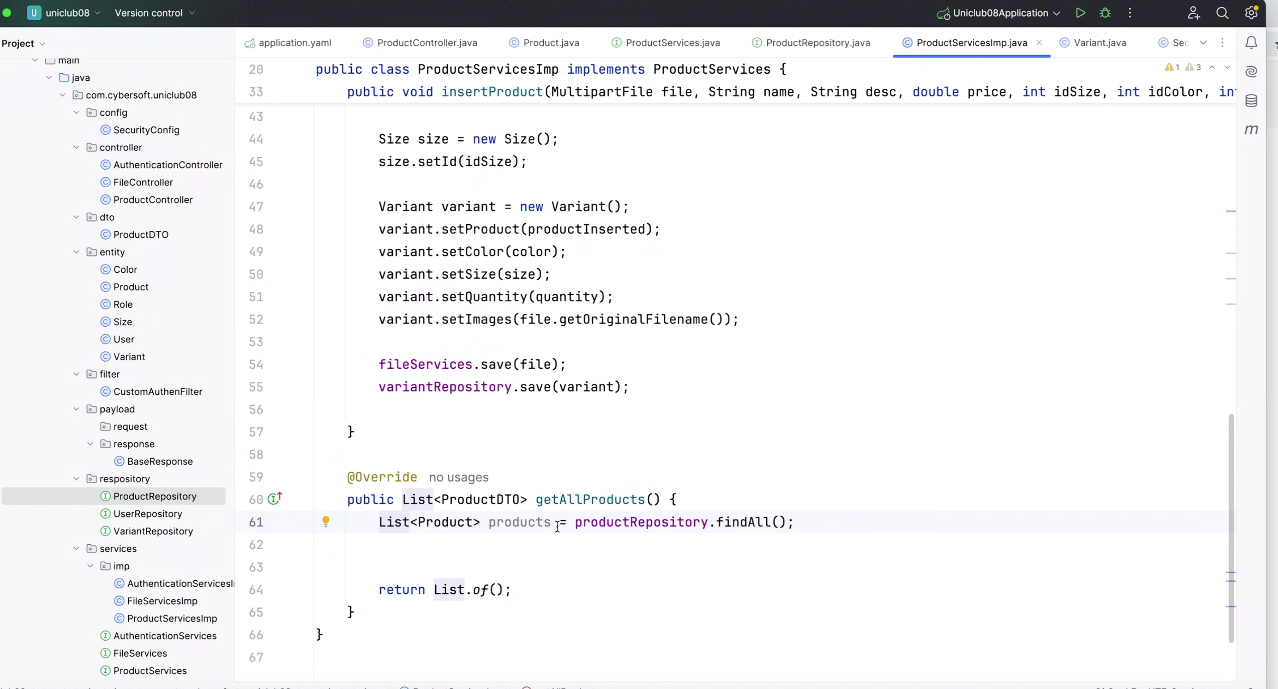 U uniclub08 Version control Uniclub08Application
Project
application.yaml ProductController.java Product.java ProductServices.java ProductRepository.java ProductServicesImp.java Variant.java
main
java
com.cybersoft.uniclub08
config
SecurityConfig
controller
AuthenticationController
FileController
ProductController
dto
ProductDTO
entity
Color
Product
Role
Size
User
Variant
filter
CustomAuthenFilter
payload
request
response
BaseResponse
respository
ProductRepository
UserRepository
VariantRepository
services
imp
AuthenticationServicesI
FileServicesImp
ProductServicesImp
AuthenticationServices
FileServices
ProductServices
20 public class ProductServicesImp implements ProductServices { 1 3
33 public void insertProduct(MultipartFile file, String name, String desc, double price, int idSize, int idColor, int
43
44 Size size = new Size();
45 size.setId(idSize);
46
47 Variant variant = new Variant();
48 variant.setProduct(productInserted);
49 variant.setColor(color);
50 variant.setSize(size);
51 variant.setQuantity(quantity);
52 variant.setImages(file.getOriginalFilename());
53
54 fileServices.save(file);
55 variantRepository.save(variant);
56
57 }
58
59 @Override no usages
60 public List<ProductDTO> getAllProducts() {
61 List<Product> products = productRepository.findAll();
62
63
64 return List.of();
65 }
66 }
67
m